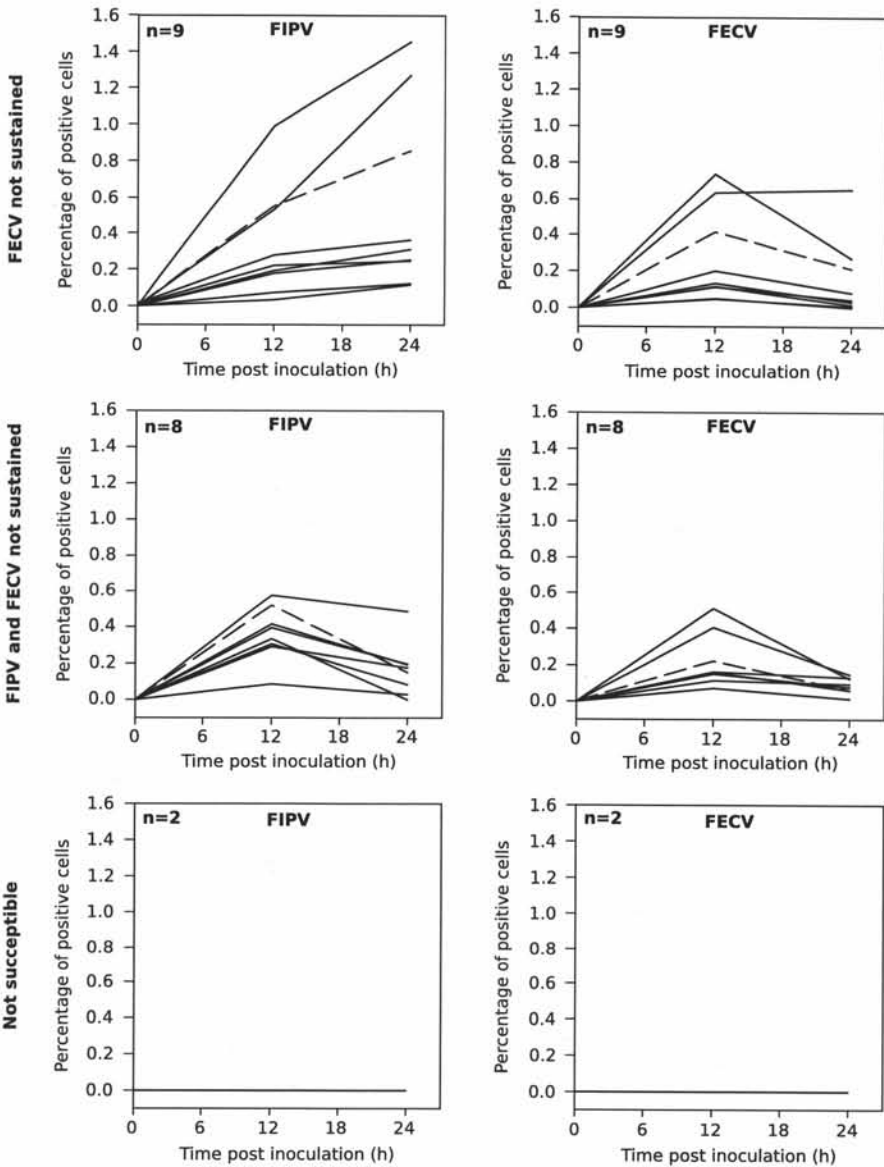 FECV not sustained
Percentage of positive cells
1.6
1.4
1.2
1.0
0.8
0.6
0.4
0.2
0.0
n=9 FIPV
0 6 12 18 24
Time post inoculation (h)
Percentage of positive cells
1.6
1.4
1.2
1.0
0.8
0.6
0.4
0.2
0.0
n=9 FECV
0 6 12 18 24
Time post inoculation (h)
FIPV and FECV not sustained
Percentage of positive cells
1.6
1.4
1.2
1.0
0.8
0.6
0.4
0.2
0.0
n=8 FIPV
0 6 12 18 24
Time post inoculation (h)
Percentage of positive cells
1.6
1.4
1.2
1.0
0.8
0.6
0.4
0.2
0.0
n=8 FECV
0 6 12 18 24
Time post inoculation (h)
Not succeptible
Percentage of positive cells
1.6
1.4
1.2
1.0
0.8
0.6
0.4
0.2
0.0
n=2 FIPV
0 6 12 18 24
Time post inoculation (h)
Percentage of positive cells
1.6
1.4
1.2
1.0
0.8
0.6
0.4
0.2
0.0
n=2 FECV
0 6 12 18 24
Time post inoculation (h)